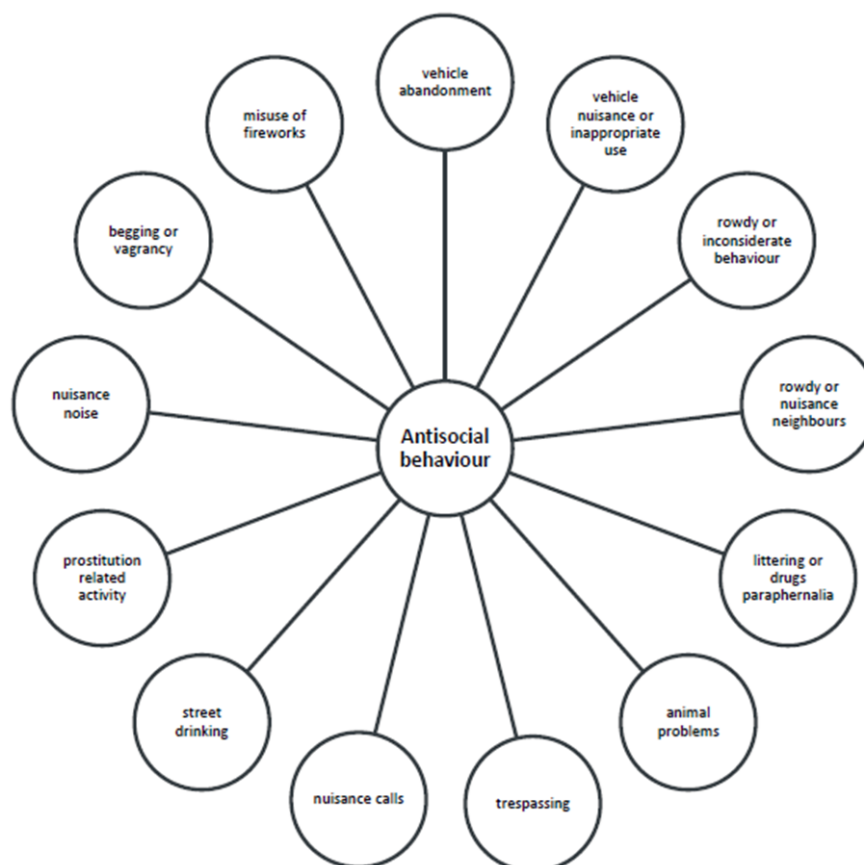 vehicle
abandonment
vehicle
nuisance or
inappropriate
use
rowdy or
inconsiderate
behaviour
rowdy or
nuisance
neighbours
littering or
drugs
paraphernalia
animal
problems
trespassing
nuisance calls
street
drinking
prostitution
related
activity
nuisance
noise
begging or
vagrancy
misuse of
fireworks
Antisocial
behaviour